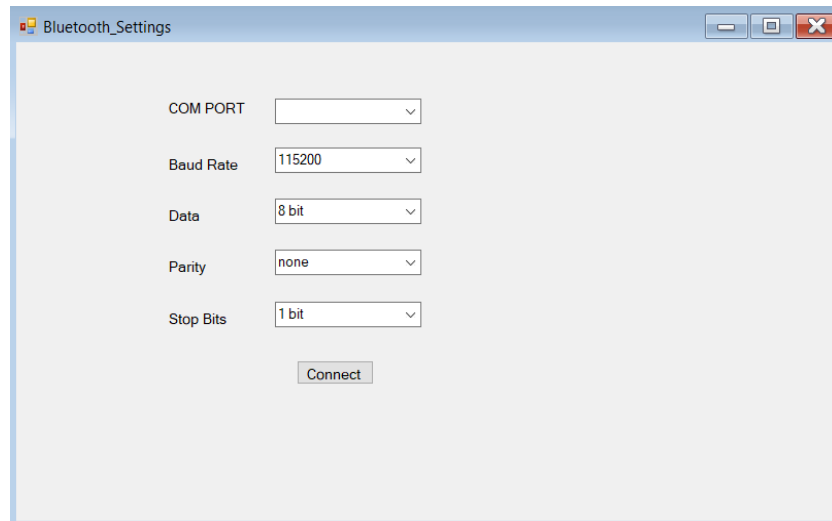 Bluetooth_Settings
COM PORT
Baud Rate 115200
Data 8 bit
Parity none
Stop Bits 1 bit
Connect